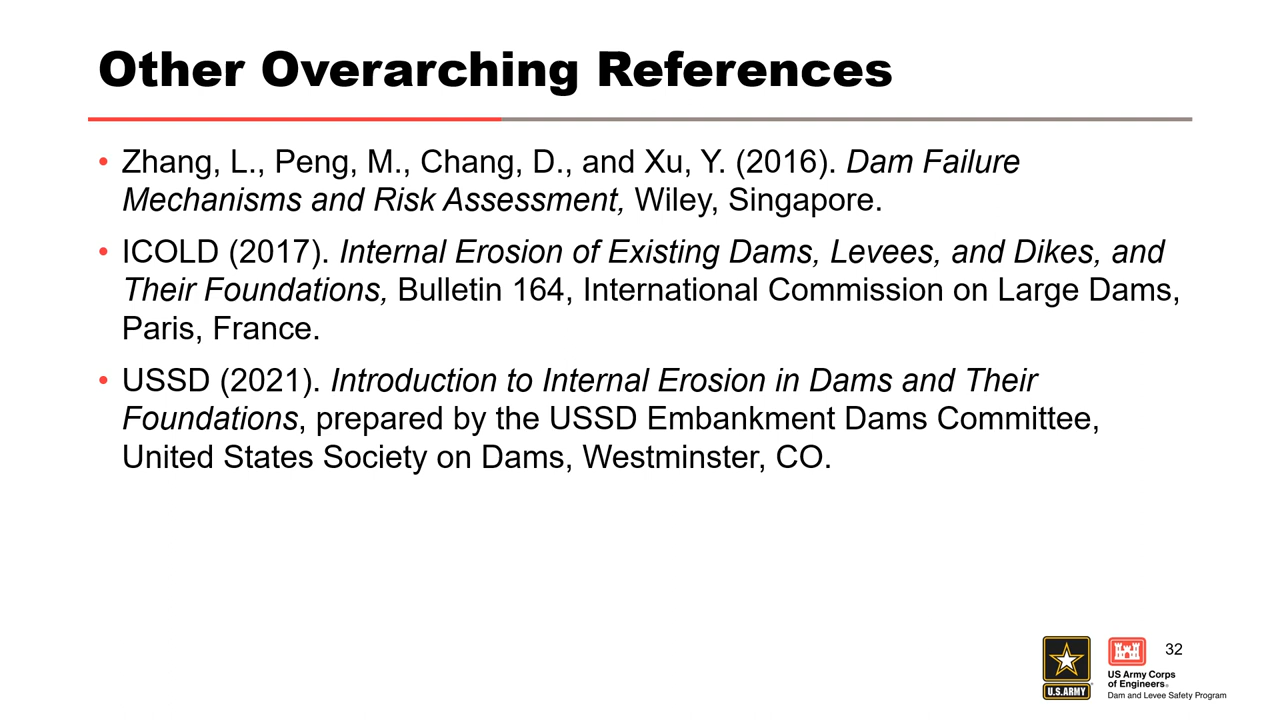 Other Overarching References
• Zhang, L., Peng, M., Chang, D., and Xu, Y. (2016). Dam Failure
Mechanisms and Risk Assessment, Wiley, Singapore.
• ICOLD (2017). Internal Erosion of Existing Dams, Levees, and Dikes, and
Their Foundations, Bulletin 164, International Commission on Large Dams,
Paris, France.
• USSD (2021). Introduction to Internal Erosion in Dams and Their
Foundations, prepared by the USSD Embankment Dams Committee,
United States Society on Dams, Westminster, CO.
32
U.S.ARMY
US Army Corps
of Engineers®
Dam and Levee Safety Program